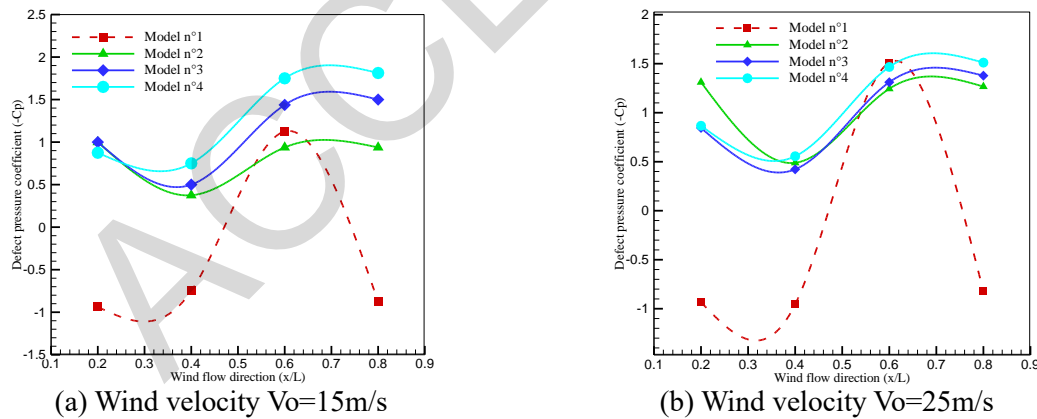 2.5
2
1.5
1
0.5
0
-0.5
-1
-1.5
Defect pressure coefficient (-Cp)
Model n°1
Model n°2
Model n°3
Model n°4
0.1 0.2 0.3 0.4 0.5 0.6 0.7 0.8 0.9
Wind flow direction (x/L)
(a) Wind velocity Vo=15m/s
2
1.5
1
0.5
0
-0.5
-1
Defect pressure coefficient (-Cp)
Model n°1
Model n°2
Model n°3
Model n°4
0.1 0.2 0.3 0.4 0.5 0.6 0.7 0.8 0.9
Wind flow direction (x/L)
(b) Wind velocity Vo=25m/s